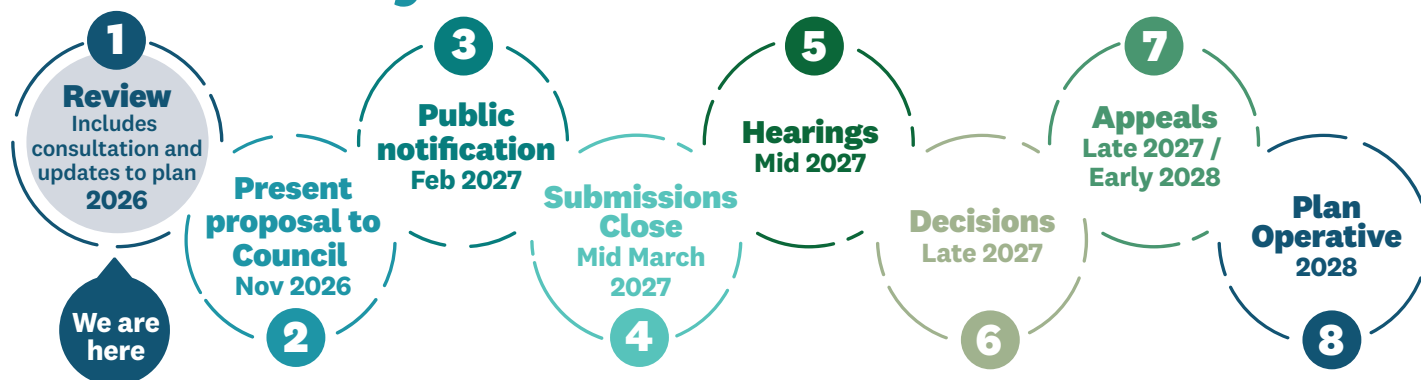 1
Review
Includes
consultation and
updates to plan
2026
We are
here
Present
proposal to
Council
Nov 2026
2
3
Public
notification
Feb 2027
Submissions
Close
Mid March
2027
4
5
Hearings
Mid 2027
Decisions
Late 2027
6
7
Appeals
Late 2027 /
Early 2028
Plan
Operative
2028
8